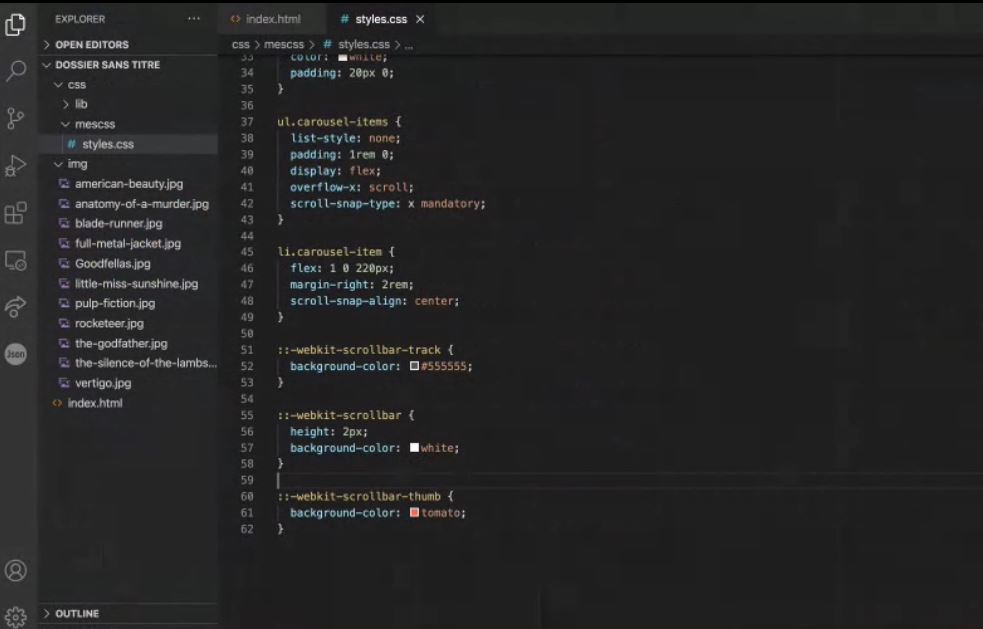 EXPLORER
OPEN EDITORS
DOSSIER SANS TITRE
css
lib
mescss
# styles.css
img
american-beauty.jpg
anatomy-of-a-murder.jpg
blade-runner.jpg
full-metal-jacket.jpg
Goodfellas.jpg
little-miss-sunshine.jpg
pulp-fiction.jpg
rocketeer.jpg
the-godfather.jpg
the-silence-of-the-lambs...
vertigo.jpg
<> index.html
OUTLINE
Json
<> index.html # styles.css ×
css > mescss > # styles.css > ...
33 color: white;
34 padding: 20px 0;
35 }
36
37 ul.carousel-items {
38 list-style: none;
39 padding: 1rem 0;
40 display: flex;
41 overflow-x: scroll;
42 scroll-snap-type: x mandatory;
43 }
44
45 li.carousel-item {
46 flex: 1 0 220px;
47 margin-right: 2rem;
48 scroll-snap-align: center;
49 }
50
51 ::-webkit-scrollbar-track {
52 background-color: #555555;
53 }
54
55 ::-webkit-scrollbar {
56 height: 2px;
57 background-color: white;
58 }
59
60 ::-webkit-scrollbar-thumb {
61 background-color: tomato;
62 }